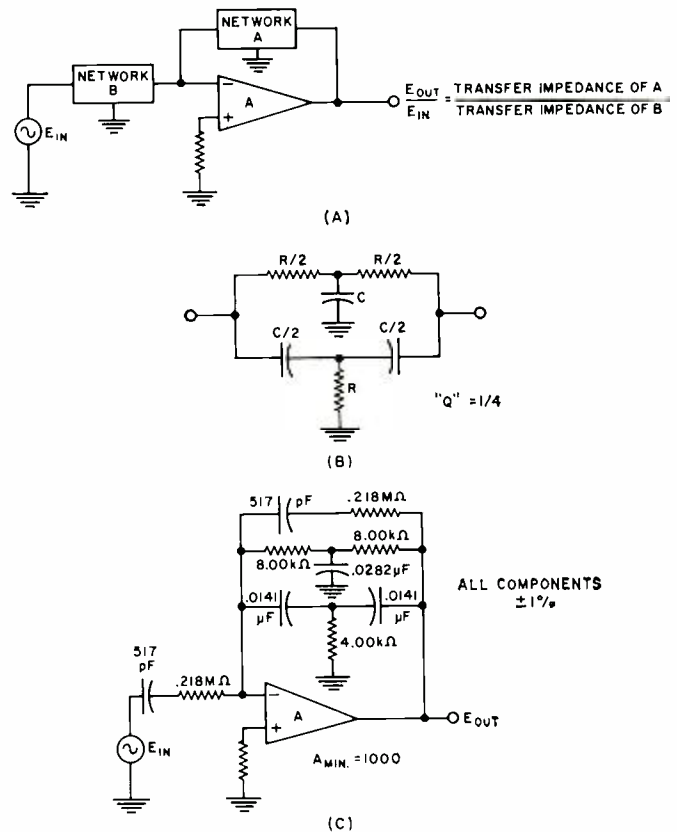 NETWORK
A
NETWORK
B
−
A
+
E_IN
E_OUT
E_IN
=
TRANSFER IMPEDANCE OF A
TRANSFER IMPEDANCE OF B
(A)
R/2
R/2
C
C/2
C/2
R
"Q" = 1/4
(B)
517 pF
.218MΩ
8.00kΩ
8.00kΩ
.0282µF
.0141
µF
.0141
µF
4.00kΩ
ALL COMPONENTS
±1%
517
pF
.218MΩ
−
A
+
E_IN
E_OUT
A_MIN. = 1000
(C)